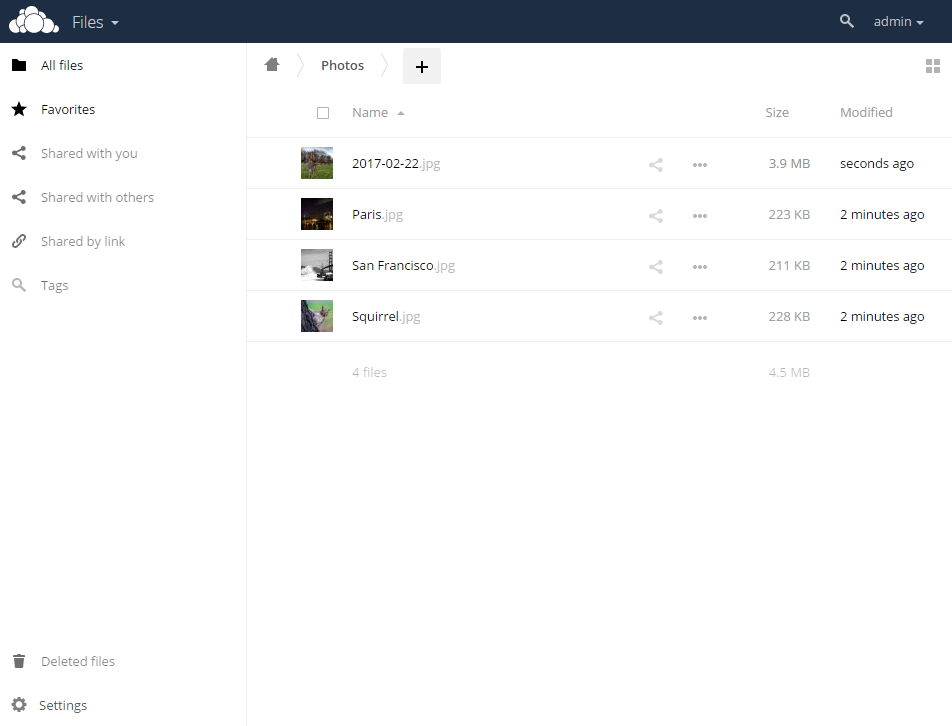 Files
admin
All files
Favorites
Shared with you
Shared with others
Shared by link
Tags
Deleted files
Settings
Photos
Name Size Modified
2017-02-22.jpg 3.9 MB seconds ago
Paris.jpg 223 KB 2 minutes ago
San Francisco.jpg 211 KB 2 minutes ago
Squirrel.jpg 228 KB 2 minutes ago
4 files 4.5 MB